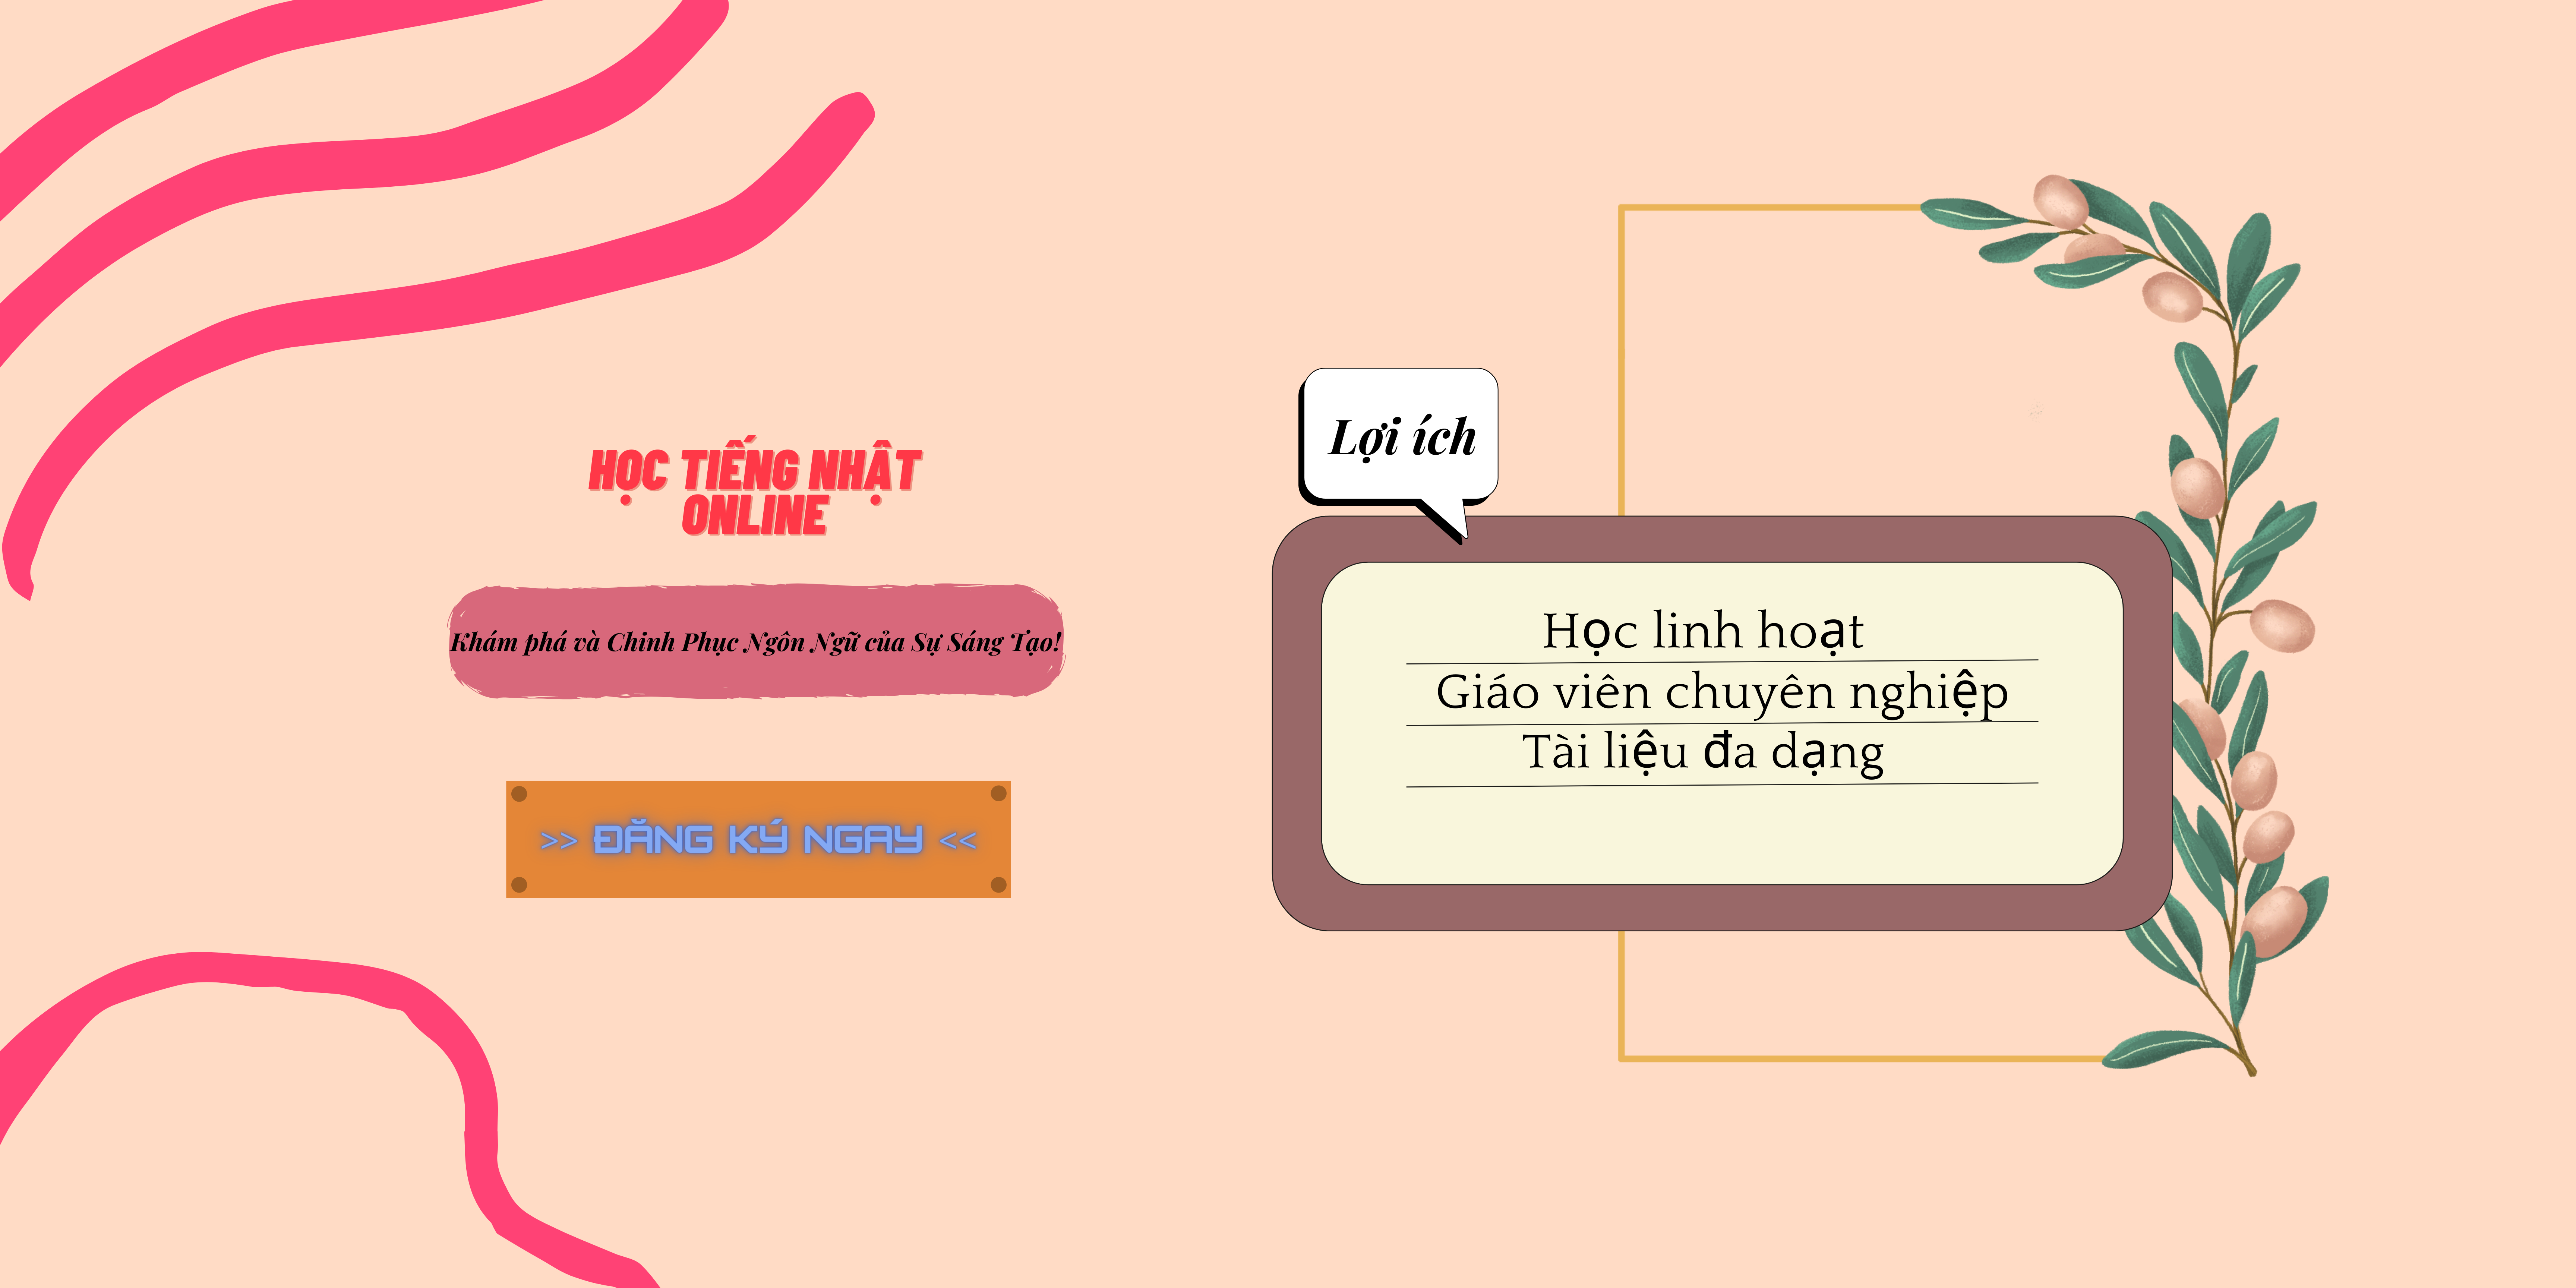 HỌC TIẾNG NHẬT
ONLINE
Khám phá và Chinh Phục Ngôn Ngữ của Sự Sáng Tạo!
>> ĐĂNG KÝ NGAY <<
Lợi ích
Học linh hoạt
Giáo viên chuyên nghiệp
Tài liệu đa dạng